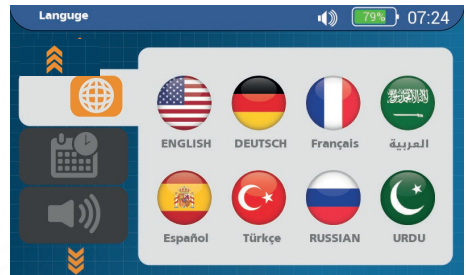 Languge
79% 07:24
ENGLISH DEUTSCH Français العربية
Español Türkçe RUSSIAN URDU